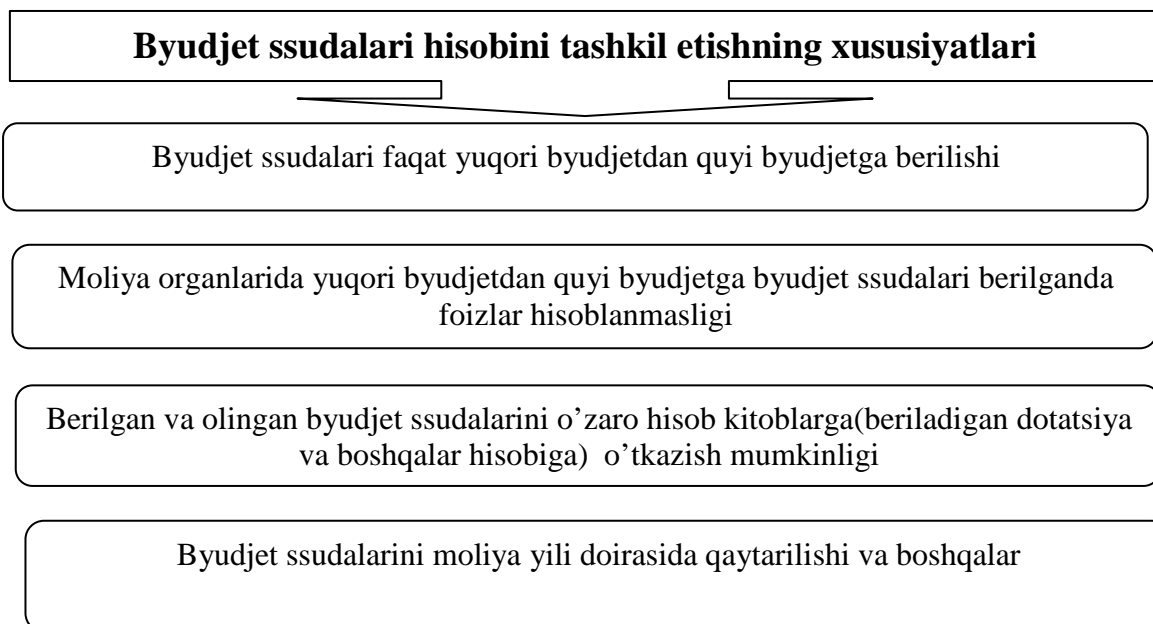 Byudjet ssudalari hisobini tashkil etishning xususiyatlari
Byudjet ssudalari faqat yuqori byudjetdan quyi byudjetga berilishi
Moliya organlarida yuqori byudjetdan quyi byudjetga byudjet ssudalari berilganda
foizlar hisoblanmasligi
Berilgan va olingan byudjet ssudalarini o’zaro hisob kitoblarga(beriladigan dotatsiya
va boshqalar hisobiga) o’tkazish mumkinligi
Byudjet ssudalarini moliya yili doirasida qaytarilishi va boshqalar